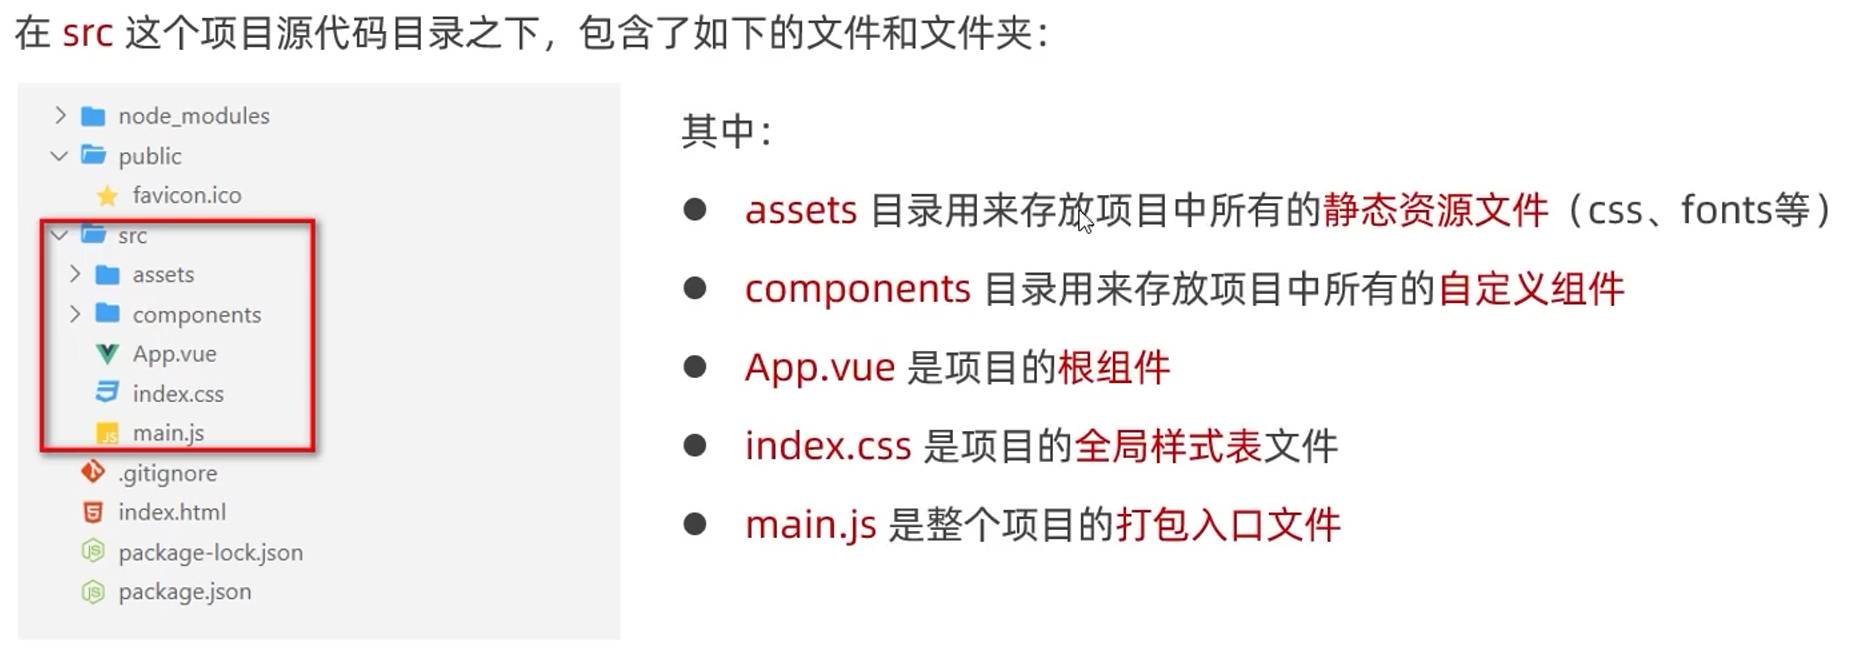 在 src 这个项目源代码目录之下，包含了如下的文件和文件夹：
node_modules
public
favicon.ico
src
assets
components
App.vue
index.css
main.js
.gitignore
index.html
package-lock.json
package.json
其中：
assets 目录用来存放项目中所有的静态资源文件（css、fonts等）
components 目录用来存放项目中所有的自定义组件
App.vue 是项目的根组件
index.css 是项目的全局样式表文件
main.js 是整个项目的打包入口文件